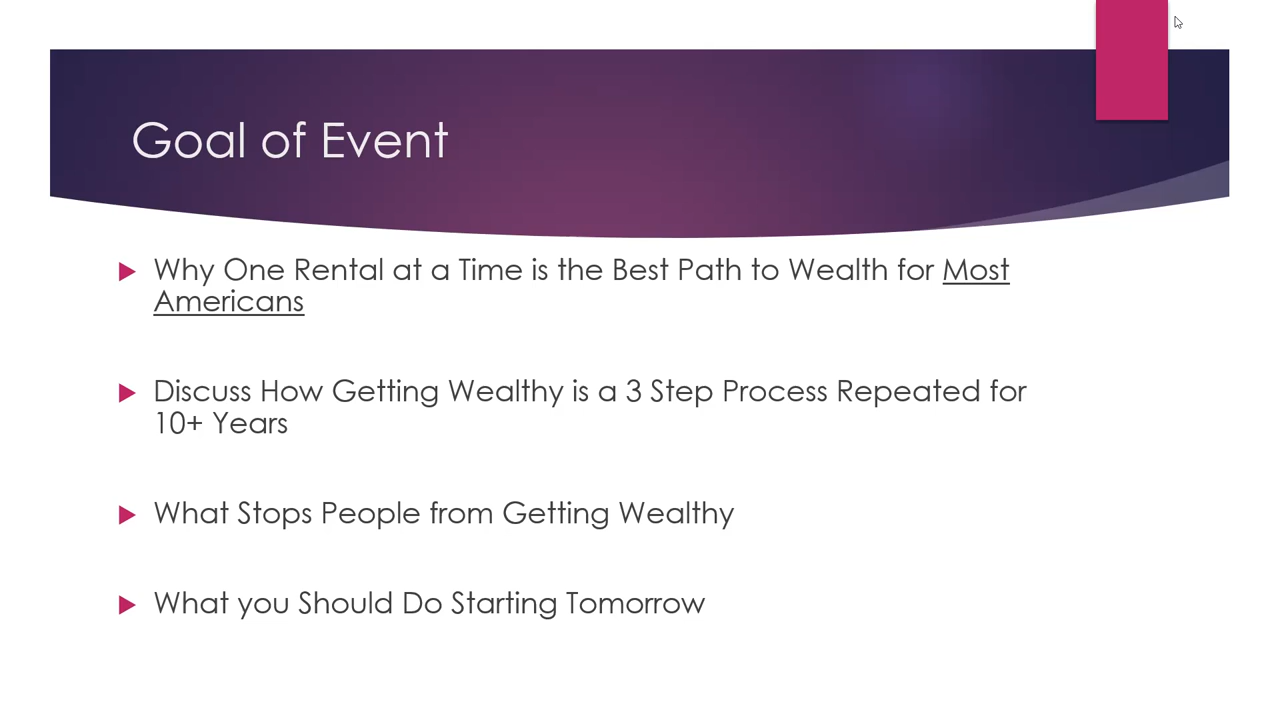 Goal of Event
Why One Rental at a Time is the Best Path to Wealth for Most
Americans
Discuss How Getting Wealthy is a 3 Step Process Repeated for
10+ Years
What Stops People from Getting Wealthy
What you Should Do Starting Tomorrow